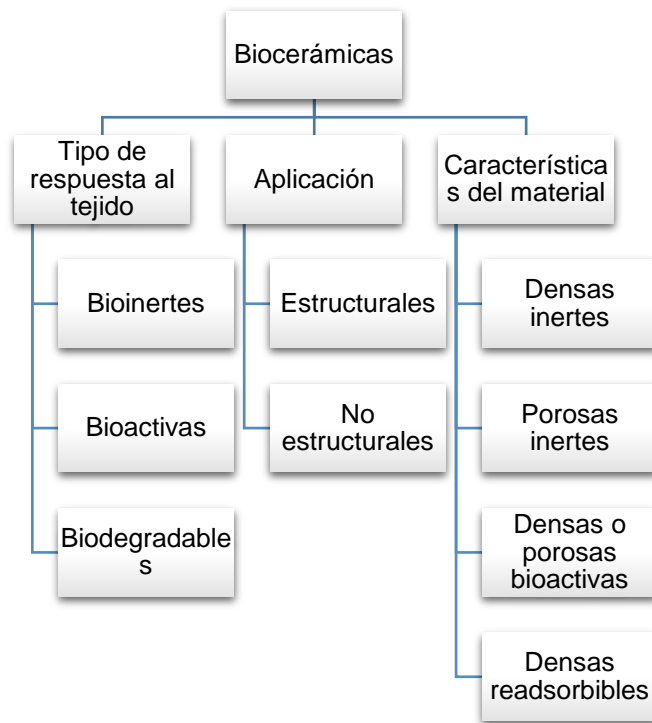 Biocerámicas
Tipo de
respuesta al
tejido
Bioinertes
Bioactivas
Biodegradable
s
Aplicación
Estructurales
No
estructurales
Característica
s del material
Densas
inertes
Porosas
inertes
Densas o
porosas
bioactivas
Densas
readsorbibles